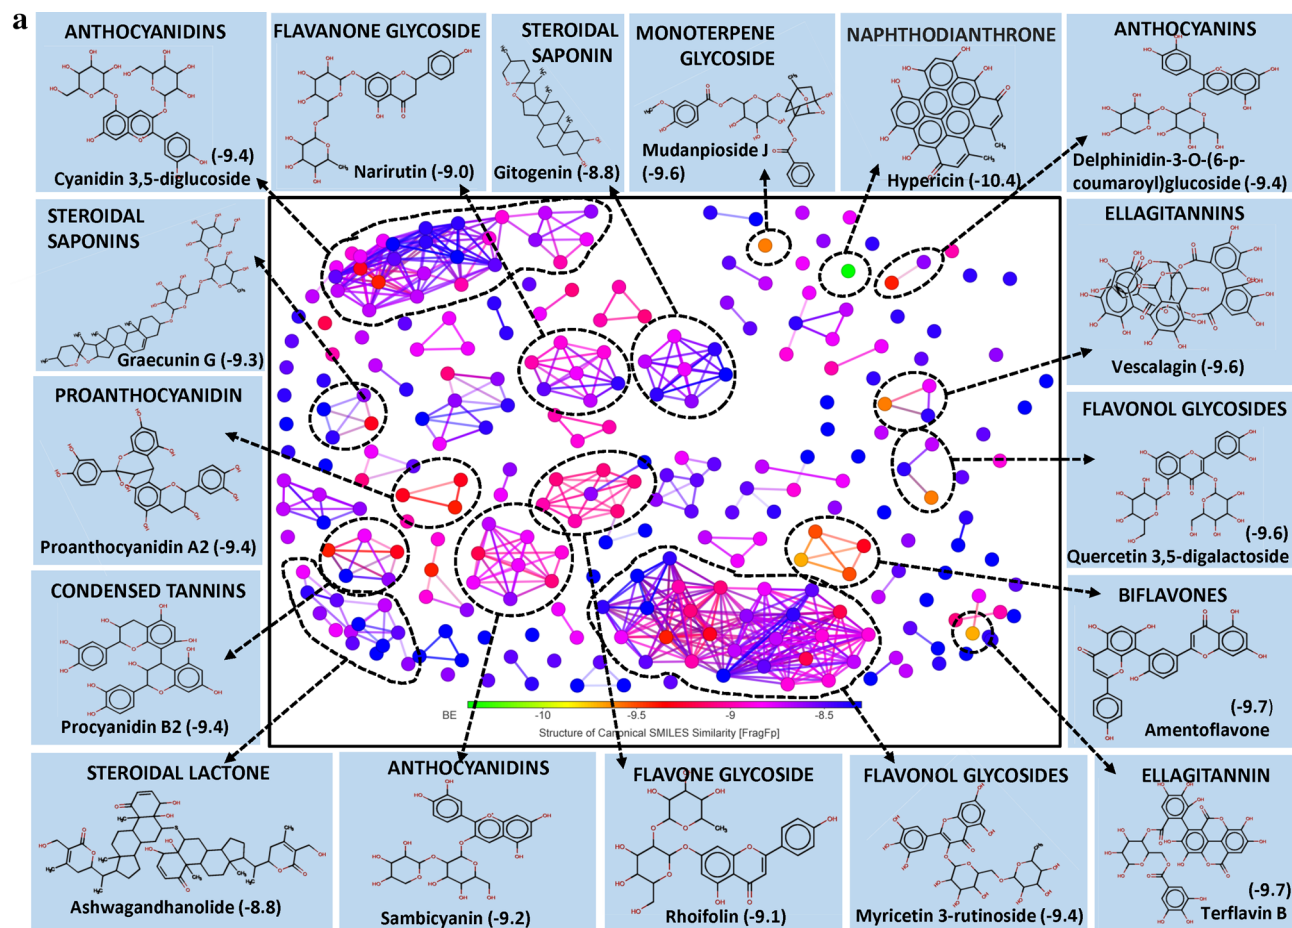 a
ANTHOCYANIDINS
(-9.4)
Cyanidin 3,5-diglucoside
FLAVANONE GLYCOSIDE
Narirutin (-9.0)
STEROIDAL
SAPONIN
Gitogenin (-8.8)
MONOTERPENE
GLYCOSIDE
Mudanpioside J
(-9.6)
NAPHTHODIANTHRONE
Hypericin (-10.4)
ANTHOCYANINS
Delphinidin-3-O-(6-p-
coumaroyl)glucoside (-9.4)
STEROIDAL
SAPONINS
Graecunin G (-9.3)
ELLAGITANNINS
Vescalagin (-9.6)
PROANTHOCYANIDIN
Proanthocyanidin A2 (-9.4)
FLAVONOL GLYCOSIDES
(-9.6)
Quercetin 3,5-digalactoside
CONDENSED TANNINS
Procyanidin B2 (-9.4)
BIFLAVONES
(-9.7)
Amentoflavone
BE
-10
-9.5
-9
-8.5
Structure of Canonical SMILES Similarity [FragFp]
STEROIDAL LACTONE
Ashwagandhanolide (-8.8)
ANTHOCYANIDINS
Sambicyanin (-9.2)
FLAVONE GLYCOSIDE
Rhoifolin (-9.1)
FLAVONOL GLYCOSIDES
Myricetin 3-rutinoside (-9.4)
ELLAGITANNIN
(-9.7)
Terflavin B